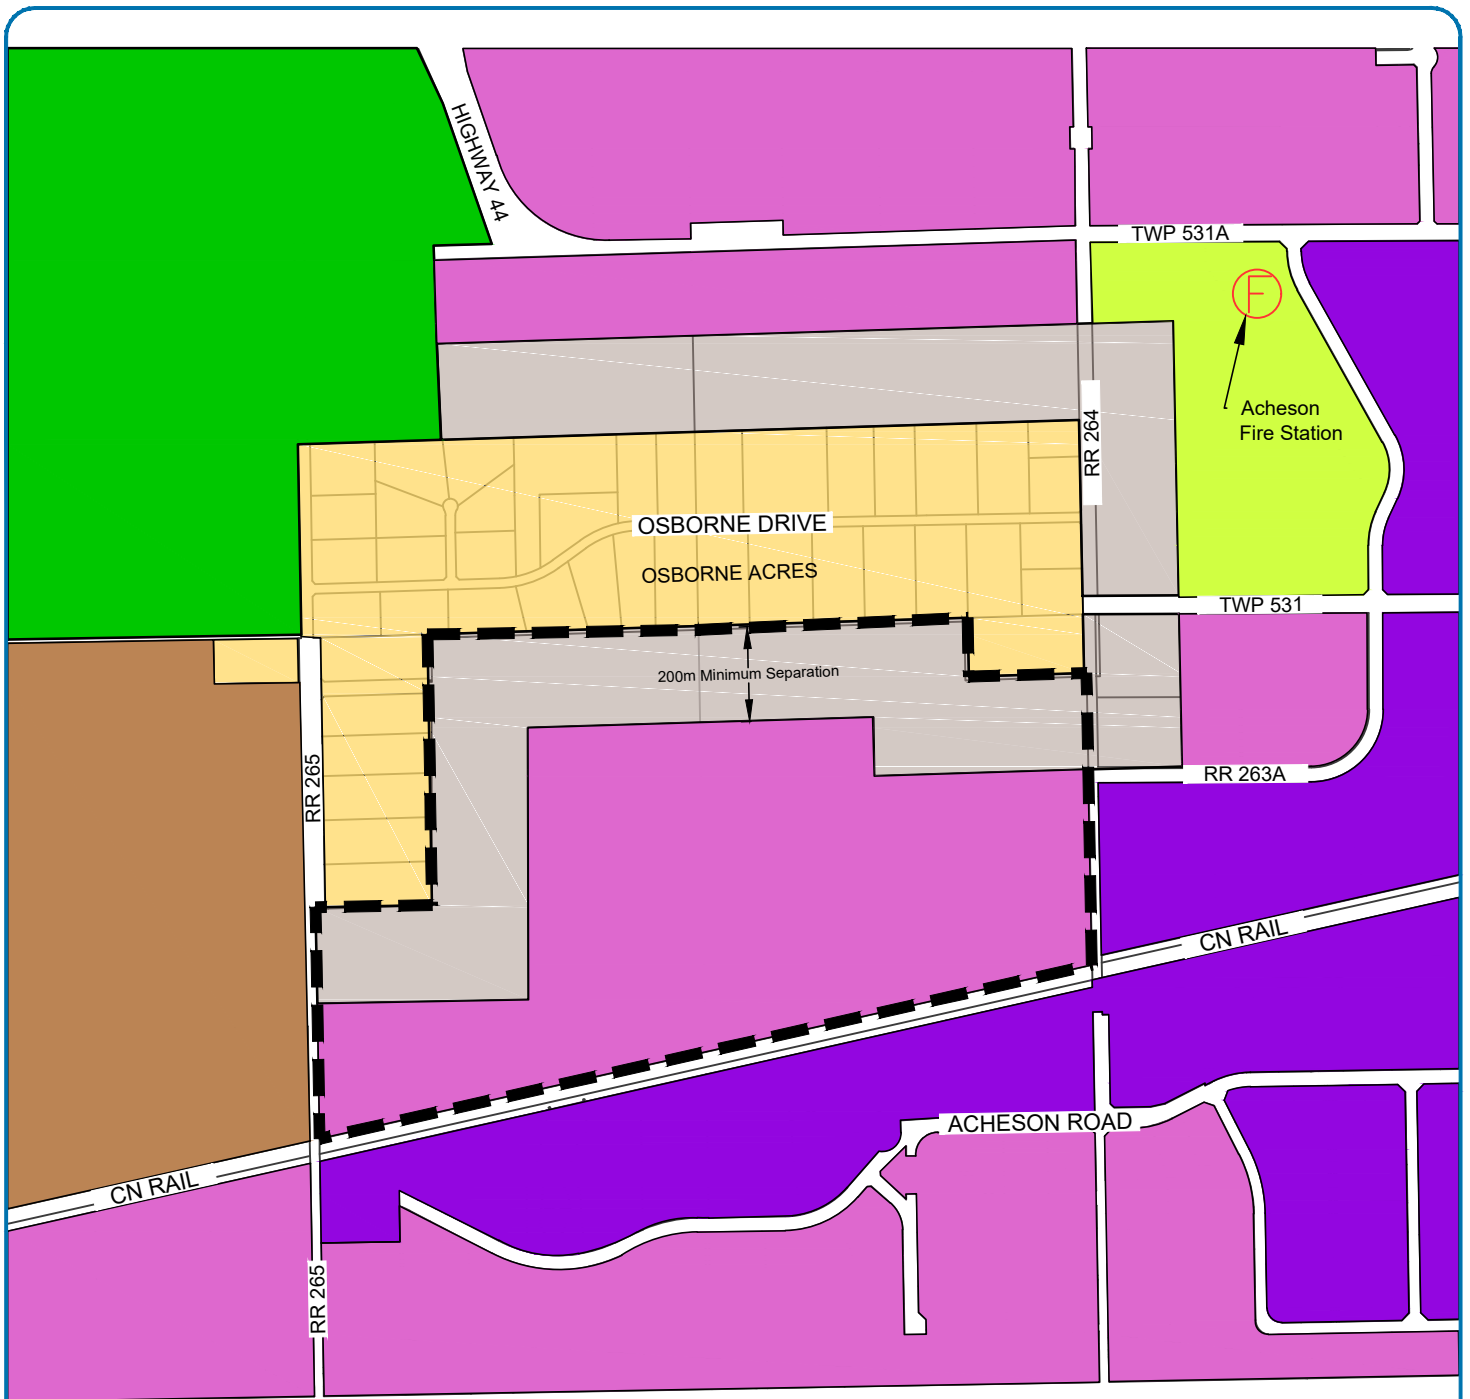 HIGHWAY 44
TWP 531A
F
Acheson
Fire Station
RR 264
OSBORNE DRIVE
OSBORNE ACRES
TWP 531
200m Minimum Separation
RR 265
RR 263A
CN RAIL
ACHESON ROAD
CN RAIL
RR 265